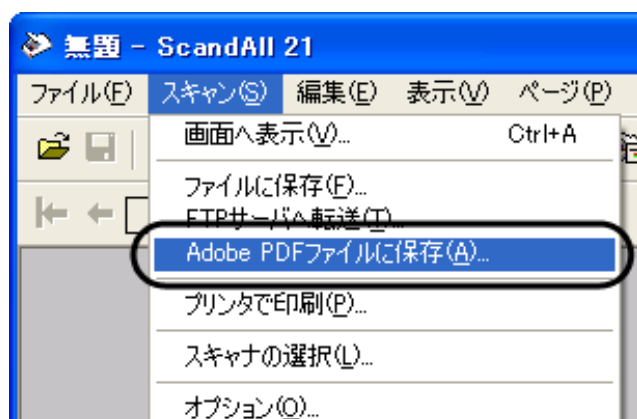 無題 - ScandAll 21
ファイル(F) スキャン(S) 編集(E) 表示(V) ページ(P)
画面へ表示(V)... Ctrl+A
ファイルに保存(F)...
FTPサーバへ転送(T)...
Adobe PDFファイルに保存(A)...
プリンタで印刷(P)...
スキャナの選択(L)...
オプション(O)...